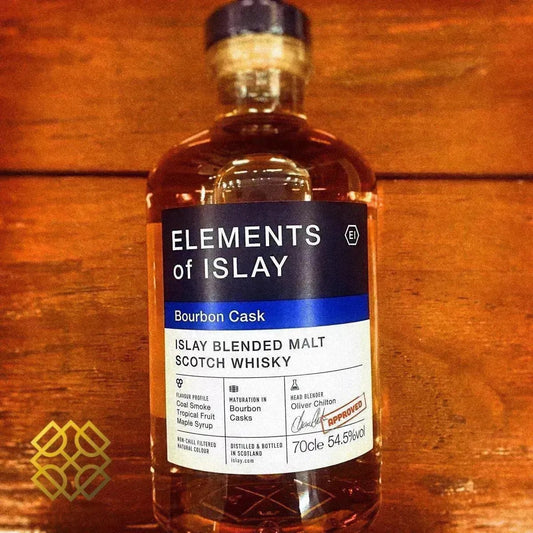 ELEMENTS
of ISLAY
EI
Bourbon Cask
ISLAY BLENDED MALT
SCOTCH WHISKY
FLAVOUR PROFILE
Coal Smoke
Tropical Fruit
Maple Syrup
MATURATION IN
Bourbon
Casks
HEAD BLENDER
Oliver Chilton
APPROVED
NON-CHILL FILTERED
NATURAL COLOUR
DISTILLED & BOTTLED
IN SCOTLAND
islay.com
70cle 54.5%vol